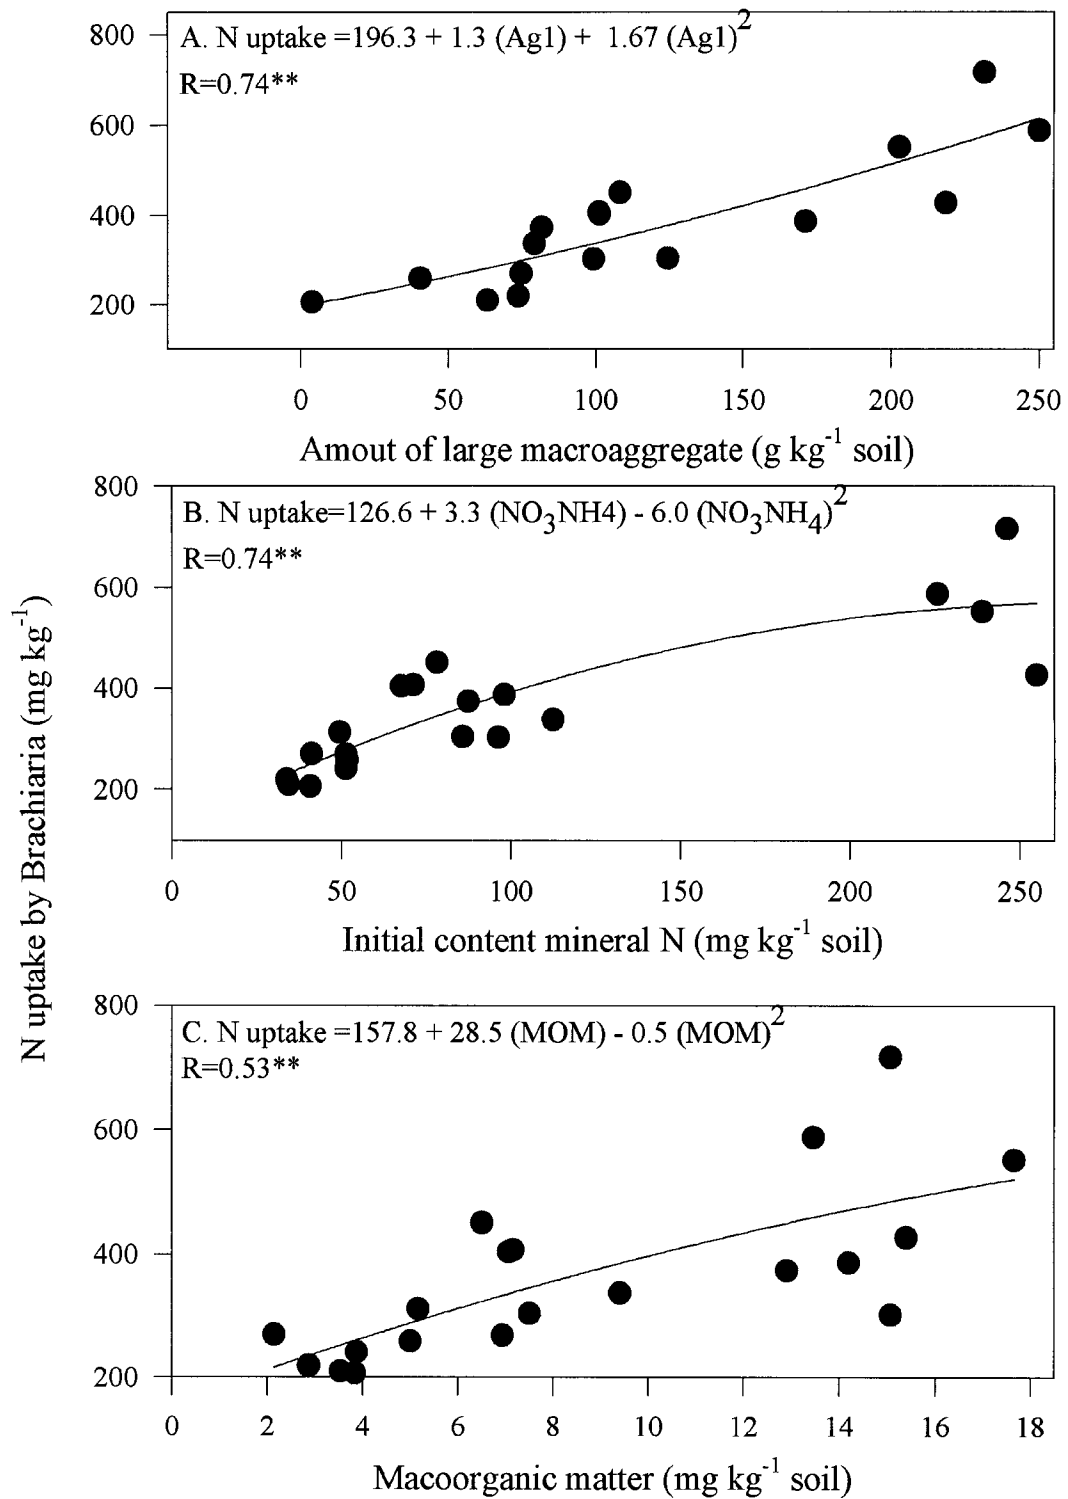 A. N uptake =196.3 + 1.3 (Ag1) + 1.67 (Ag1)²
R=0.74**
800
600
400
200
0 50 100 150 200 250
Amout of large macroaggregate (g kg⁻¹ soil)
B. N uptake=126.6 + 3.3 (NO₃NH4) - 6.0 (NO₃NH₄)²
R=0.74**
800
600
400
200
0 50 100 150 200 250
Initial content mineral N (mg kg⁻¹ soil)
N uptake by Brachiaria (mg kg⁻¹)
C. N uptake =157.8 + 28.5 (MOM) - 0.5 (MOM)²
R=0.53**
800
600
400
200
0 2 4 6 8 10 12 14 16 18
Macoorganic matter (mg kg⁻¹ soil)